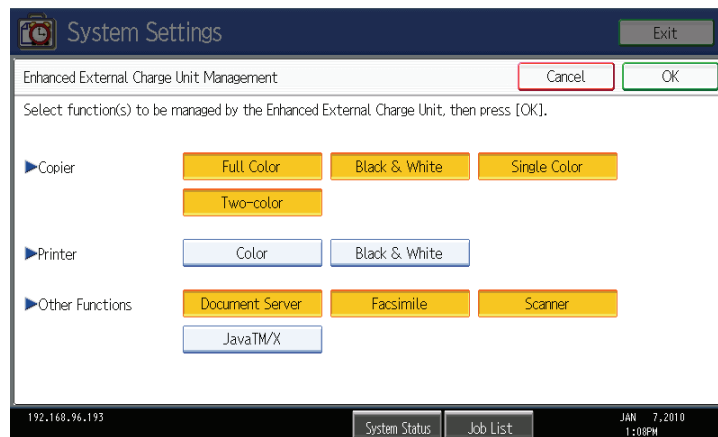 System Settings Exit
Enhanced External Charge Unit Management Cancel OK
Select function(s) to be managed by the Enhanced External Charge Unit, then press [OK].
►Copier Full Color Black & White Single Color
Two-color
►Printer Color Black & White
►Other Functions Document Server Facsimile Scanner
JavaTM/X
192.168.96.193 System Status Job List JAN 7,2010
1:08PM